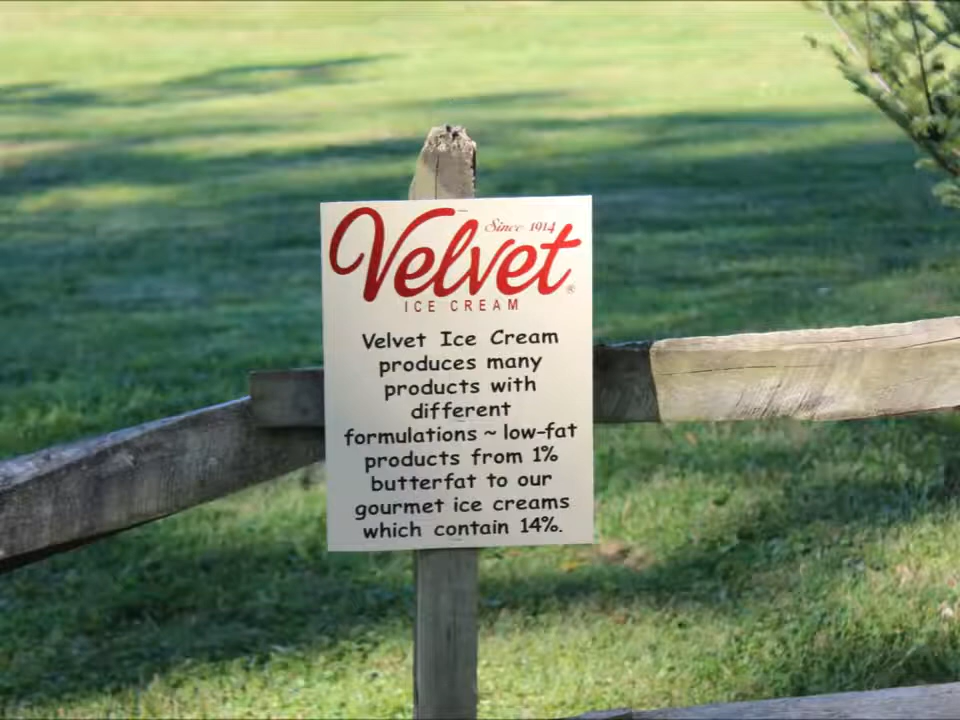 Since 1914
Velvet®
ICE CREAM
Velvet Ice Cream
produces many
products with
different
formulations ~ low-fat
products from 1%
butterfat to our
gourmet ice creams
which contain 14%.